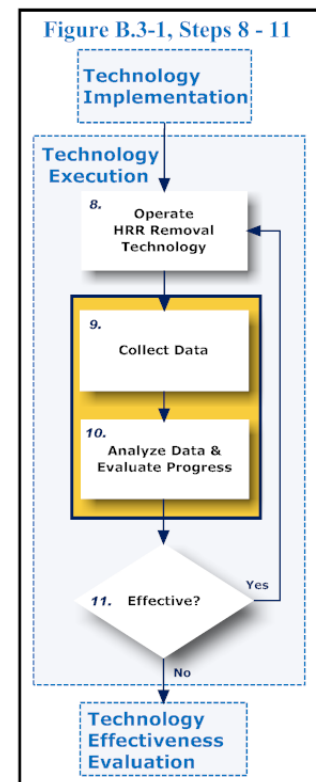 Figure B.3-1, Steps 8 - 11
Technology
Implementation
Technology
Execution
8.
Operate
HRR Removal
Technology
9.
Collect Data
10.
Analyze Data &
Evaluate Progress
11. Effective?
Yes
No
Technology
Effectiveness
Evaluation